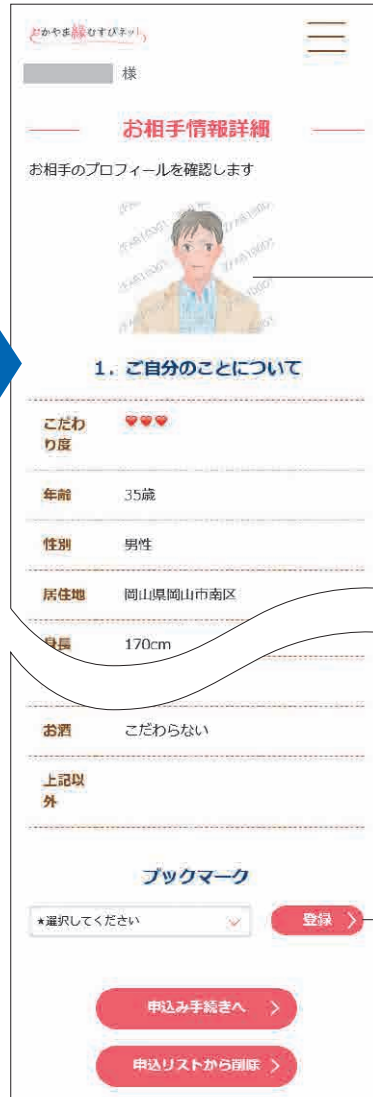 おかやま縁むすびネット
様
お相手情報詳細
お相手のプロフィールを確認します
1. ご自分のことについて
こだわ
り度
年齢 35歳
性別 男性
居住地 岡山県岡山市南区
身長 170cm
お酒 こだわらない
上記以
外
ブックマーク
*選択してください 登録
申込み手続きへ
申込リストから削除